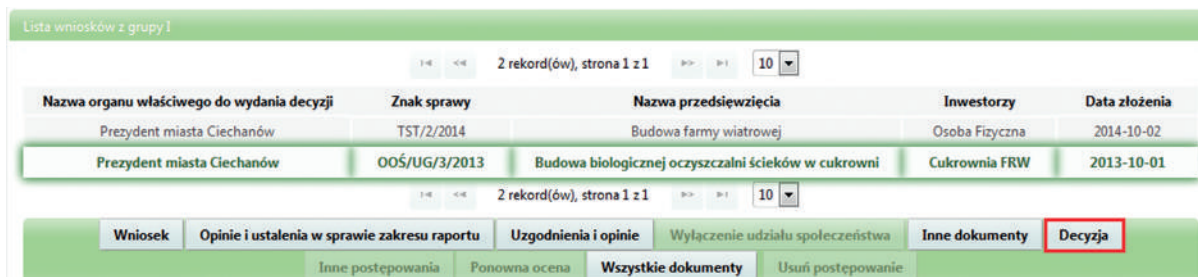 Lista wniosków z grupy I
2 rekord(ów), strona 1 z 1 10
Nazwa organu właściwego do wydania decyzji Znak sprawy Nazwa przedsięwzięcia Inwestorzy Data złożenia
Prezydent miasta Ciechanów TST/2/2014 Budowa farmy wiatrowej Osoba Fizyczna 2014-10-02
Prezydent miasta Ciechanów OOŚ/UG/3/2013 Budowa biologicznej oczyszczalni ścieków w cukrowni Cukrownia FRW 2013-10-01
2 rekord(ów), strona 1 z 1 10
Wniosek Opinie i ustalenia w sprawie zakresu raportu Uzgodnienia i opinie Wyłączenie udziału społeczeństwa Inne dokumenty Decyzja
Inne postępowania Ponowna ocena Wszystkie dokumenty Usuń postępowanie